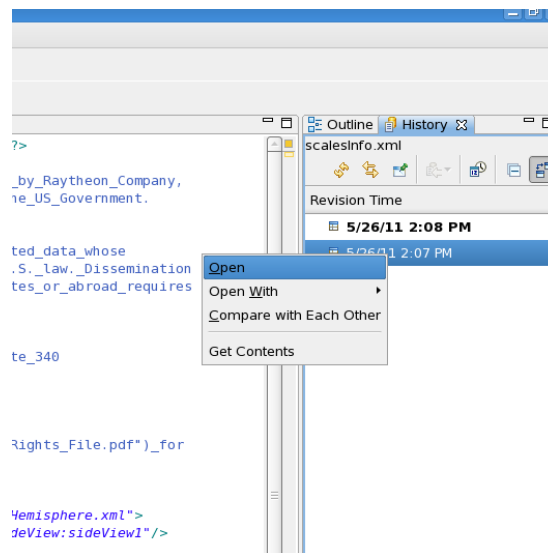 Outline History
?>
scalesInfo.xml
_by_Raytheon_Company,
he_US_Government.
Revision Time
5/26/11 2:08 PM
5/26/11 2:07 PM
ted_data_whose
.S._law._Dissemination
tes_or_abroad_requires
Open
Open With
Compare with Each Other
Get Contents
te_340
Rights_File.pdf")_for
Hemisphere.xml">
deView:sideView1"/>